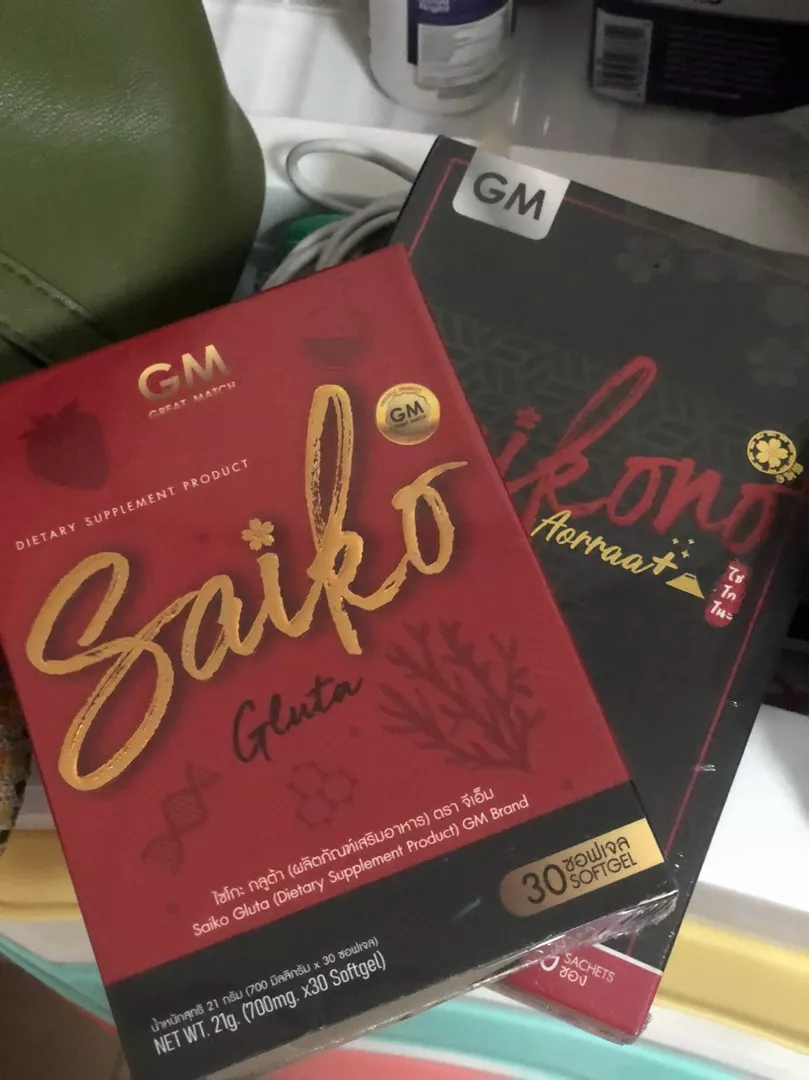 GM
GREAT MATCH
GM
DIETARY SUPPLEMENT PRODUCT
Saiko
Gluta
ไซโกะ กลูต้า (ผลิตภัณฑ์เสริมอาหาร) ตรา จีเอ็ม
Saiko Gluta (Dietary Supplement Product) GM Brand
30 ซอฟเจล
SOFTGEL
น้ำหนักสุทธิ 21 กรัม (700 มิลลิกรัม x 30 ซอฟเจล)
NET WT. 21g. (700mg. x30 Softgel)
GM
ikono
Aorraat+
ไซ
โก
โนะ
SACHETS
ซอง